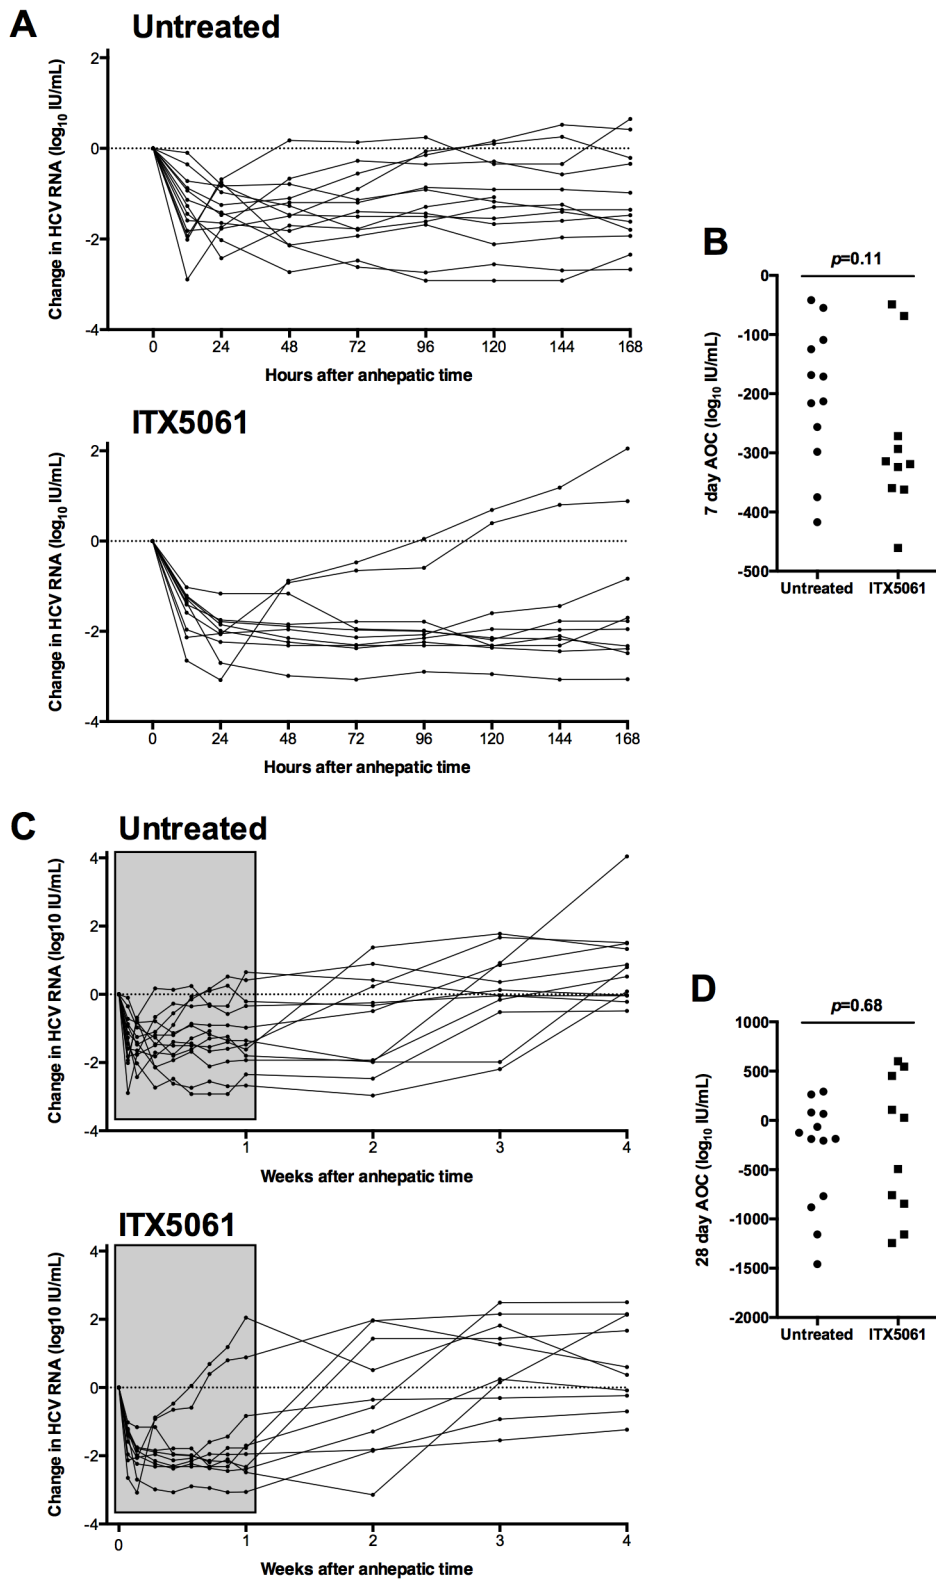 A
Untreated
Change in HCV RNA (log10 IU/mL)
2
0
-2
-4
0 24 48 72 96 120 144 168
Hours after anhepatic time
ITX5061
Change in HCV RNA (log10 IU/mL)
2
0
-2
-4
0 24 48 72 96 120 144 168
Hours after anhepatic time
B
p=0.11
7 day AOC (log10 IU/mL)
0
-100
-200
-300
-400
-500
Untreated ITX5061
C
Untreated
Change in HCV RNA (log10 IU/mL)
4
2
0
-2
-4
1 2 3 4
Weeks after anhepatic time
ITX5061
Change in HCV RNA (log10 IU/mL)
4
2
0
-2
-4
0 1 2 3 4
Weeks after anhepatic time
D
p=0.68
28 day AOC (log10 IU/mL)
1000
500
0
-500
-1000
-1500
-2000
Untreated ITX5061